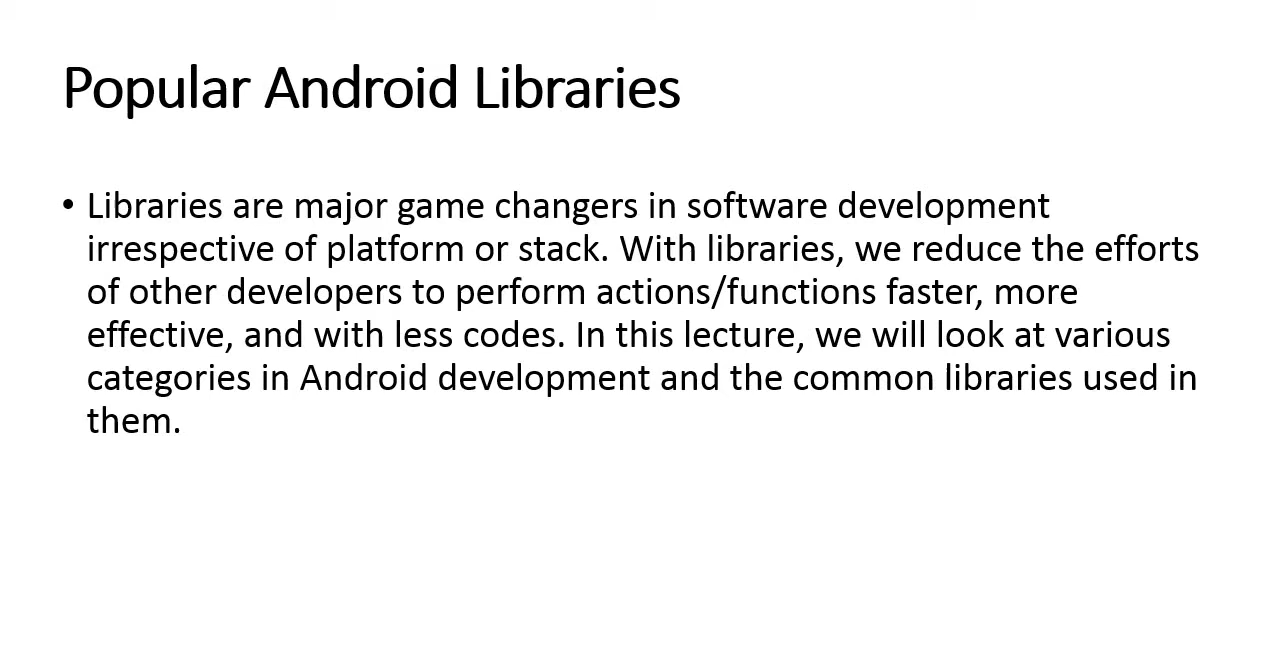 Popular Android Libraries
• Libraries are major game changers in software development
irrespective of platform or stack. With libraries, we reduce the efforts
of other developers to perform actions/functions faster, more
effective, and with less codes. In this lecture, we will look at various
categories in Android development and the common libraries used in
them.